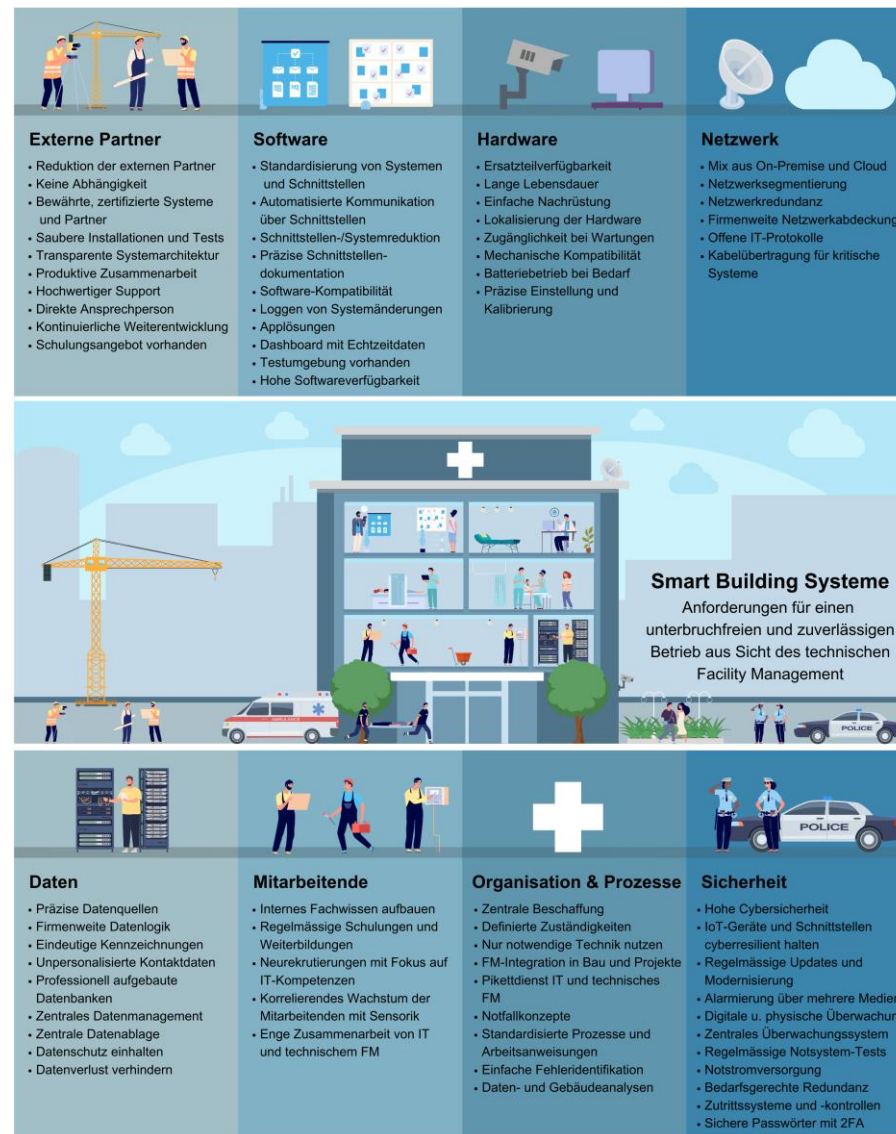 Externe Partner
• Reduktion der externen Partner
• Keine Abhängigkeit
• Bewährte, zertifizierte Systeme
und Partner
• Saubere Installationen und Tests
• Transparente Systemarchitektur
• Produktive Zusammenarbeit
• Hochwertiger Support
• Direkte Ansprechperson
• Kontinuierliche Weiterentwicklung
• Schulungsangebot vorhanden
Software
• Standardisierung von Systemen
und Schnittstellen
• Automatisierte Kommunikation
über Schnittstellen
• Schnittstellen-/Systemreduktion
• Präzise Schnittstellen-
dokumentation
• Software-Kompatibilität
• Loggen von Systemänderungen
• Applösungen
• Dashboard mit Echtzeitdaten
• Testumgebung vorhanden
• Hohe Softwareverfügbarkeit
Hardware
• Ersatzteilverfügbarkeit
• Lange Lebensdauer
• Einfache Nachrüstung
• Lokalisierung der Hardware
• Zugänglichkeit bei Wartungen
• Mechanische Kompatibilität
• Batteriebetrieb bei Bedarf
• Präzise Einstellung und
Kalibrierung
Netzwerk
• Mix aus On-Premise und Cloud
• Netzwerksegmentierung
• Netzwerkredundanz
• Firmenweite Netzwerkabdeckung
• Offene IT-Protokolle
• Kabelübertragung für kritische
Systeme
Smart Building Systeme
Anforderungen für einen
unterbruchfreien und zuverlässigen
Betrieb aus Sicht des technischen
Facility Management
AMBULANCE
POLICE
POLICE
Daten
• Präzise Datenquellen
• Firmenweite Datenlogik
• Eindeutige Kennzeichnungen
• Unpersonalisierte Kontaktdaten
• Professionell aufgebaute
Datenbanken
• Zentrales Datenmanagement
• Zentrale Datenablage
• Datenschutz einhalten
• Datenverlust verhindern
Mitarbeitende
• Internes Fachwissen aufbauen
• Regelmässige Schulungen und
Weiterbildungen
• Neurekrutierungen mit Fokus auf
IT-Kompetenzen
• Korrelierendes Wachstum der
Mitarbeitenden mit Sensorik
• Enge Zusammenarbeit von IT
und technischem FM
Organisation & Prozesse
• Zentrale Beschaffung
• Definierte Zuständigkeiten
• Nur notwendige Technik nutzen
• FM-Integration in Bau und Projekte
• Pikettdienst IT und technisches
FM
• Notfallkonzepte
• Standardisierte Prozesse und
Arbeitsanweisungen
• Einfache Fehleridentifikation
• Daten- und Gebäudeanalysen
Sicherheit
• Hohe Cybersicherheit
• IoT-Geräte und Schnittstellen
cyberresilient halten
• Regelmässige Updates und
Modernisierung
• Alarmierung über mehrere Medien
• Digitale u. physische Überwachun
• Zentrales Überwachungssystem
• Regelmässige Notsystem-Tests
• Notstromversorgung
• Bedarfsgerechte Redundanz
• Zutrittssysteme und -kontrollen
• Sichere Passwörter mit 2FA